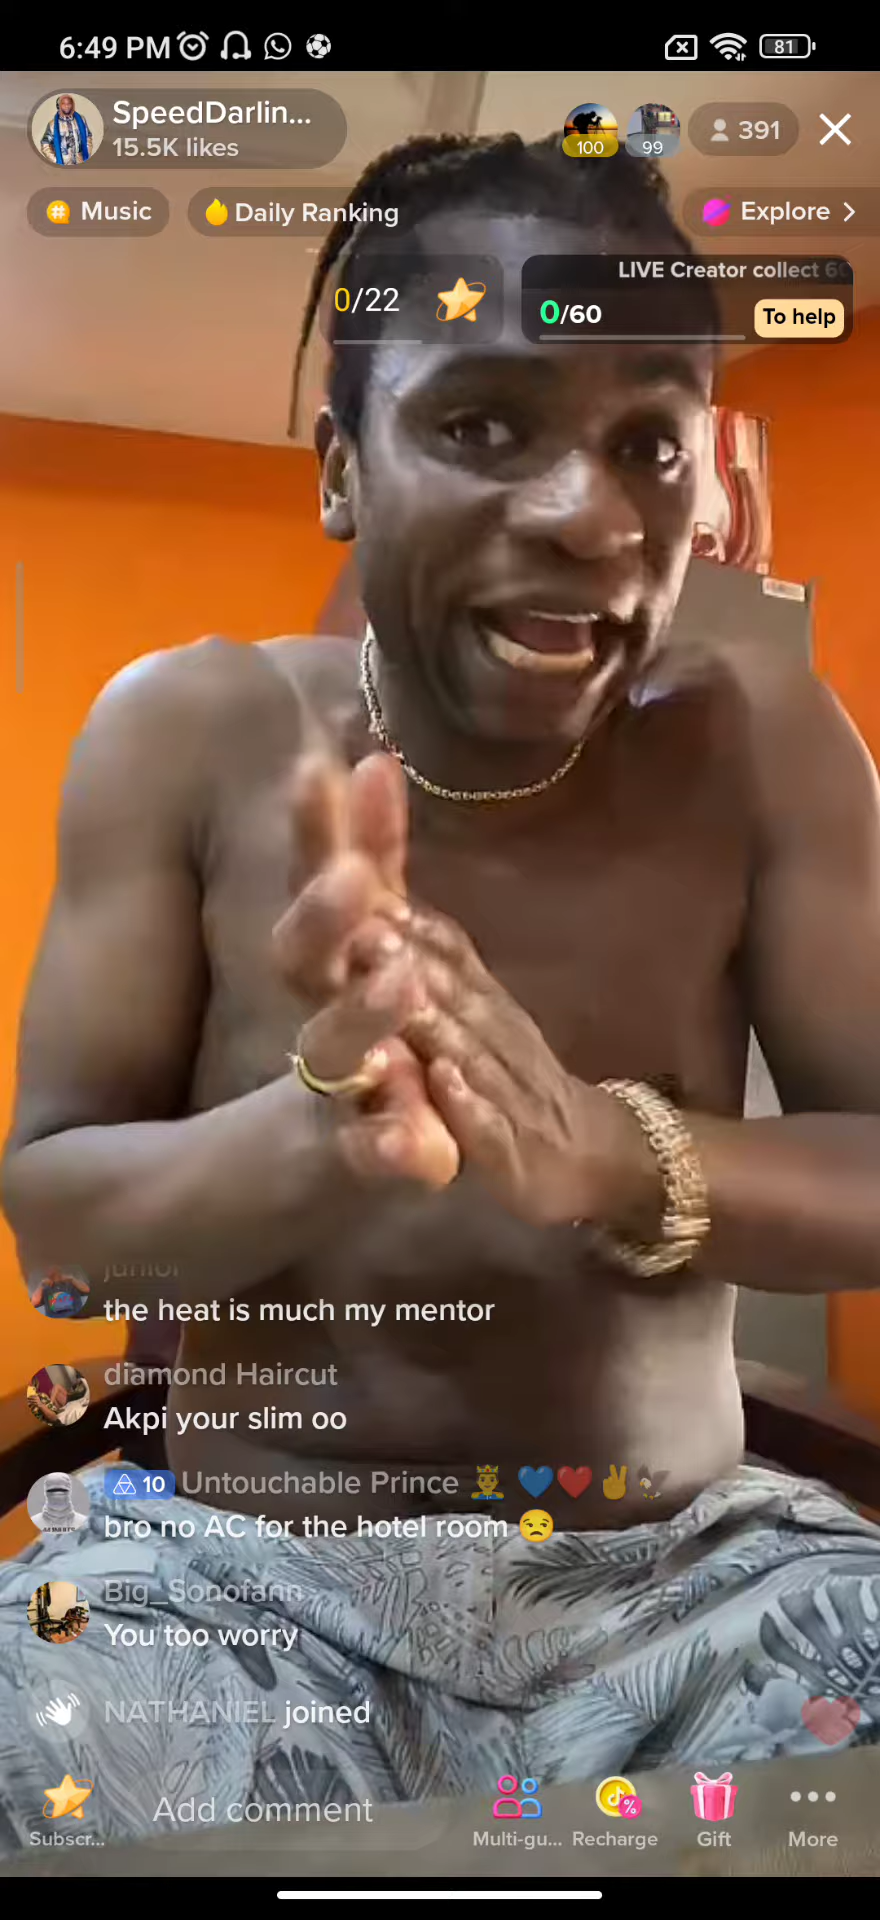 6:49 PM
81
SpeedDarlin...
15.5K likes
100
99
391
Music
Daily Ranking
Explore
0/22
LIVE Creator collect 60
0/60
To help
junior
the heat is much my mentor
diamond Haircut
Akpi your slim oo
10 Untouchable Prince 🤴 💙❤️✌️🕊️
bro no AC for the hotel room 😒
Big_Sonofann
You too worry
NATHANIEL joined
Add comment
Subscr...
Multi-gu...
Recharge
Gift
More